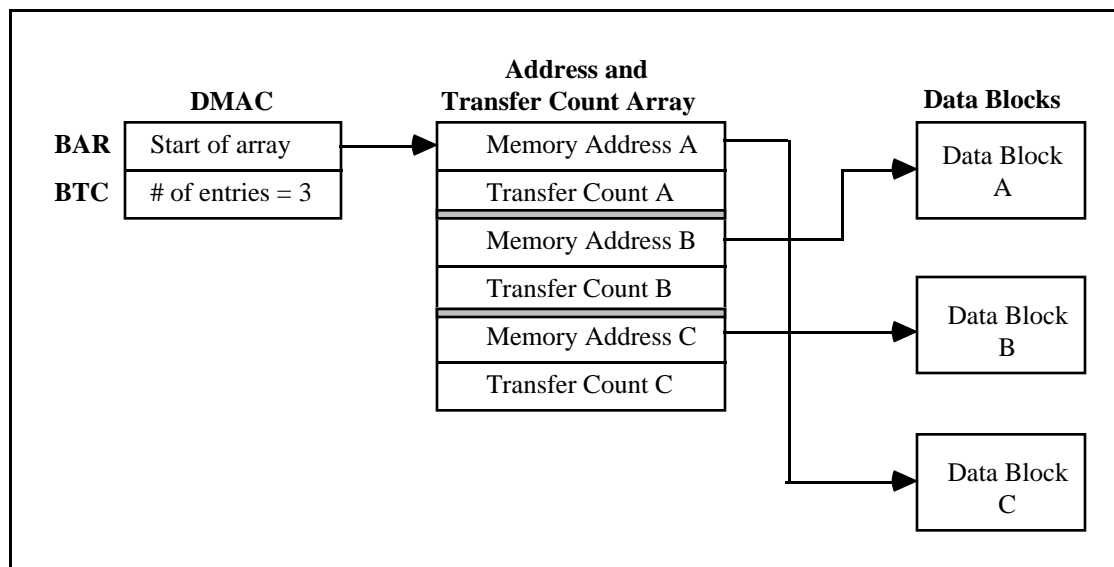 Address and
Transfer Count Array
DMAC
Data Blocks
BAR
Start of array
BTC
# of entries = 3
Memory Address A
Transfer Count A
Memory Address B
Transfer Count B
Memory Address C
Transfer Count C
Data Block
A
Data Block
B
Data Block
C